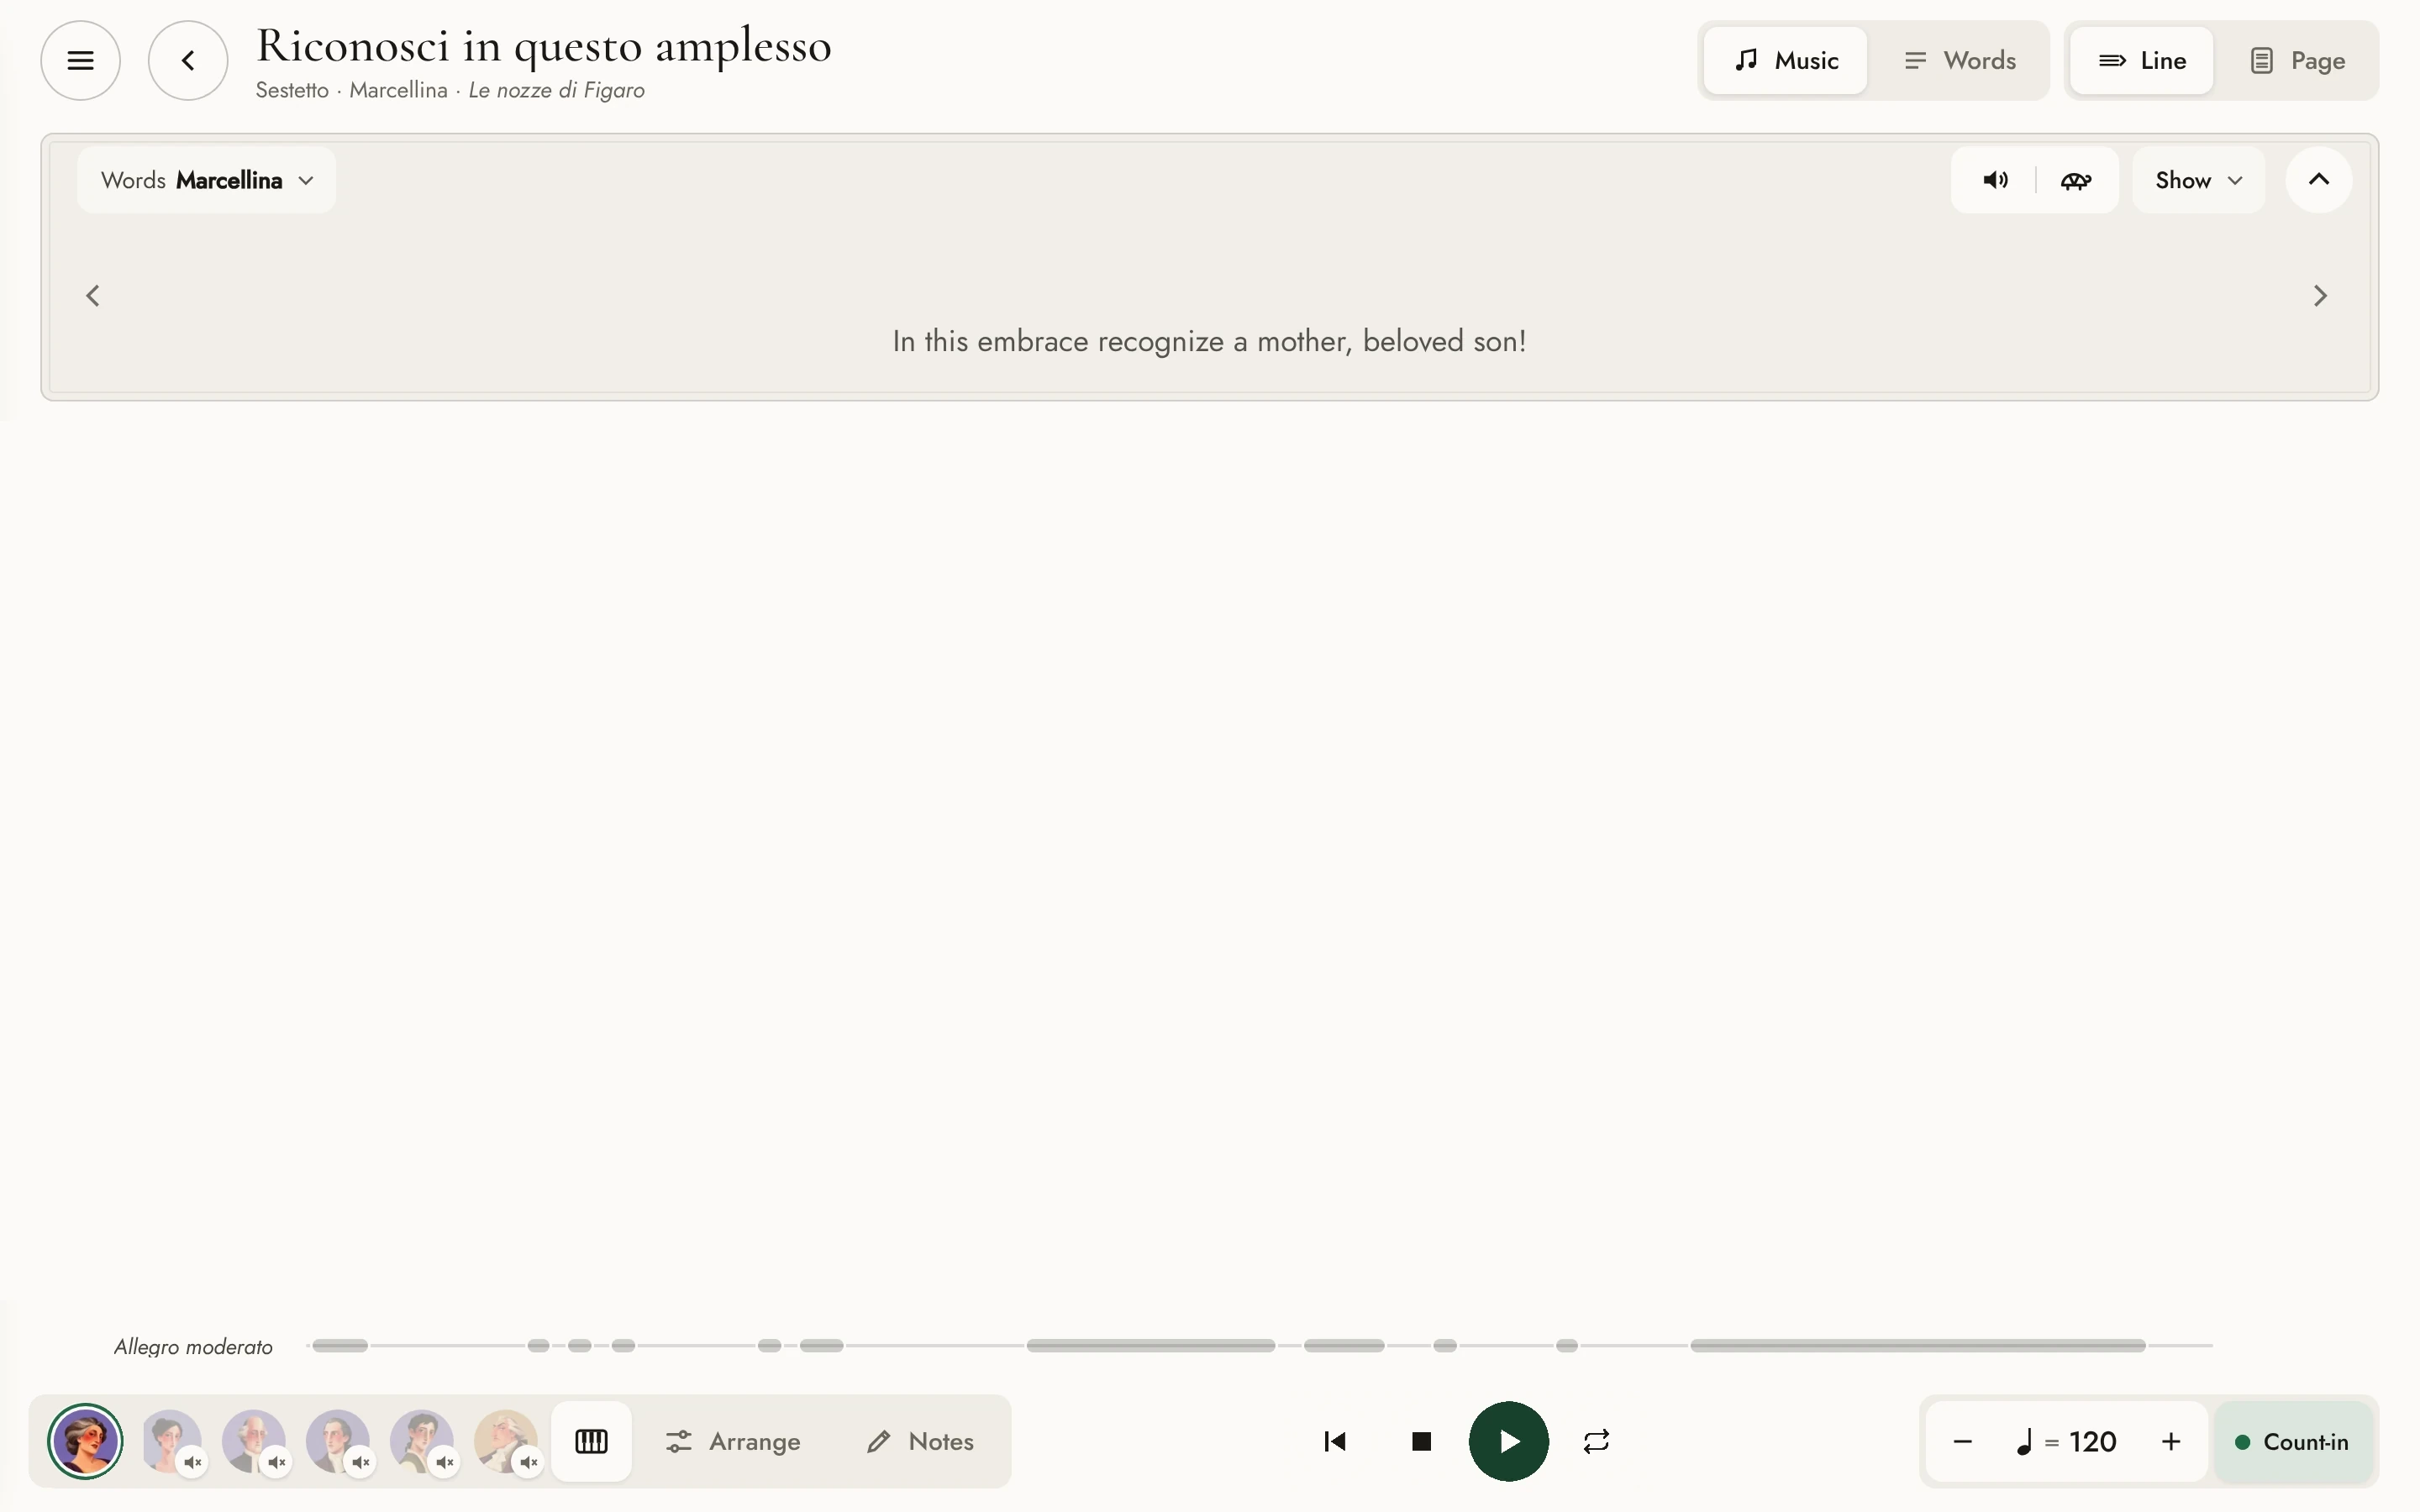 Riconosci in questo amplesso
Sestetto · Marcellina · Le nozze di Figaro
Music
Words
Line
Page
Words Marcellina
Show
In this embrace recognize a mother, beloved son!
Allegro moderato
Arrange
Notes
= 120
Count-in